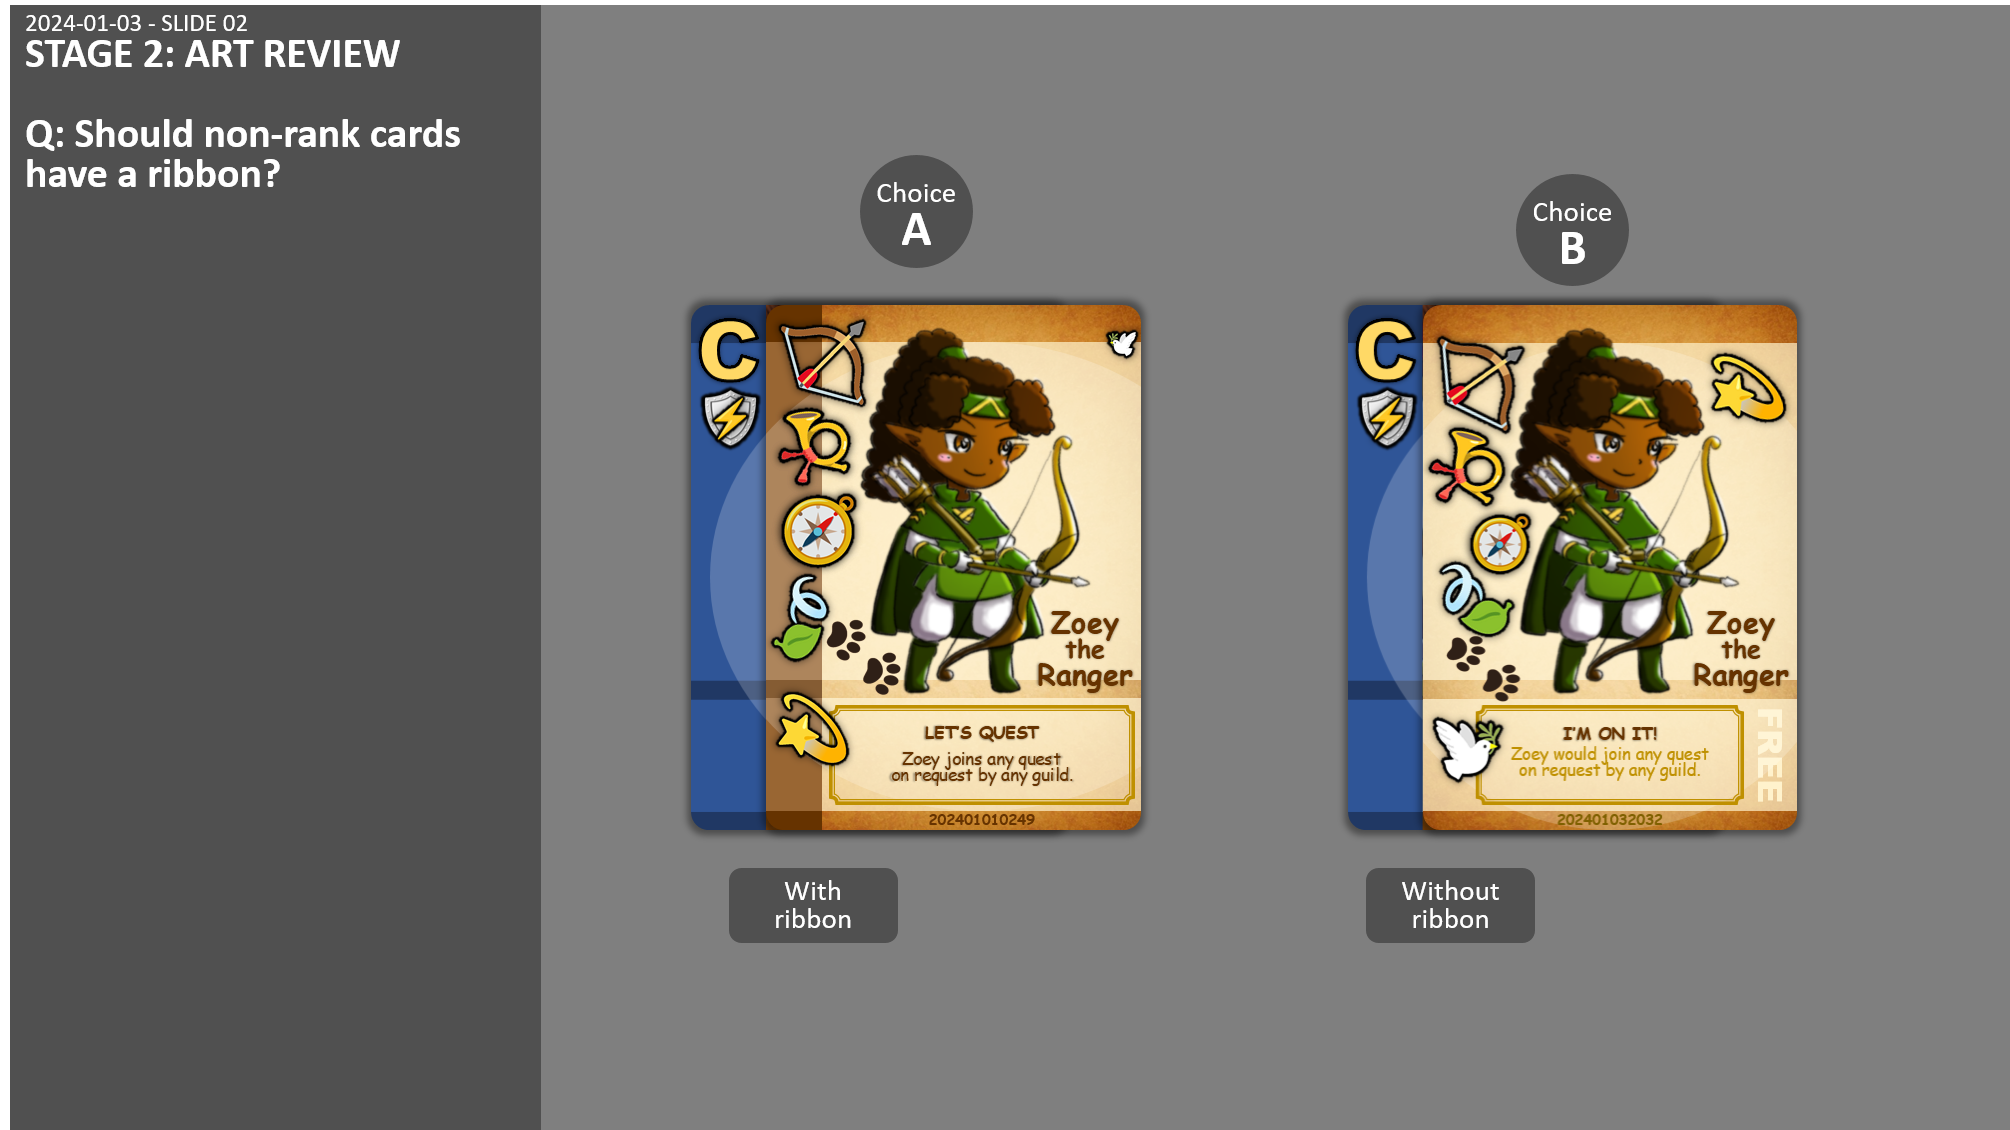 2024-01-03 - SLIDE 02
STAGE 2: ART REVIEW
Q: Should non-rank cards
have a ribbon?
Choice
A
C
Zoey
the
Ranger
LET'S QUEST
Zoey joins any quest
on request by any guild.
202401010249
With
ribbon
Choice
B
C
Zoey
the
Ranger
I'M ON IT!
Zoey would join any quest
on request by any guild.
FREE
202401032032
Without
ribbon